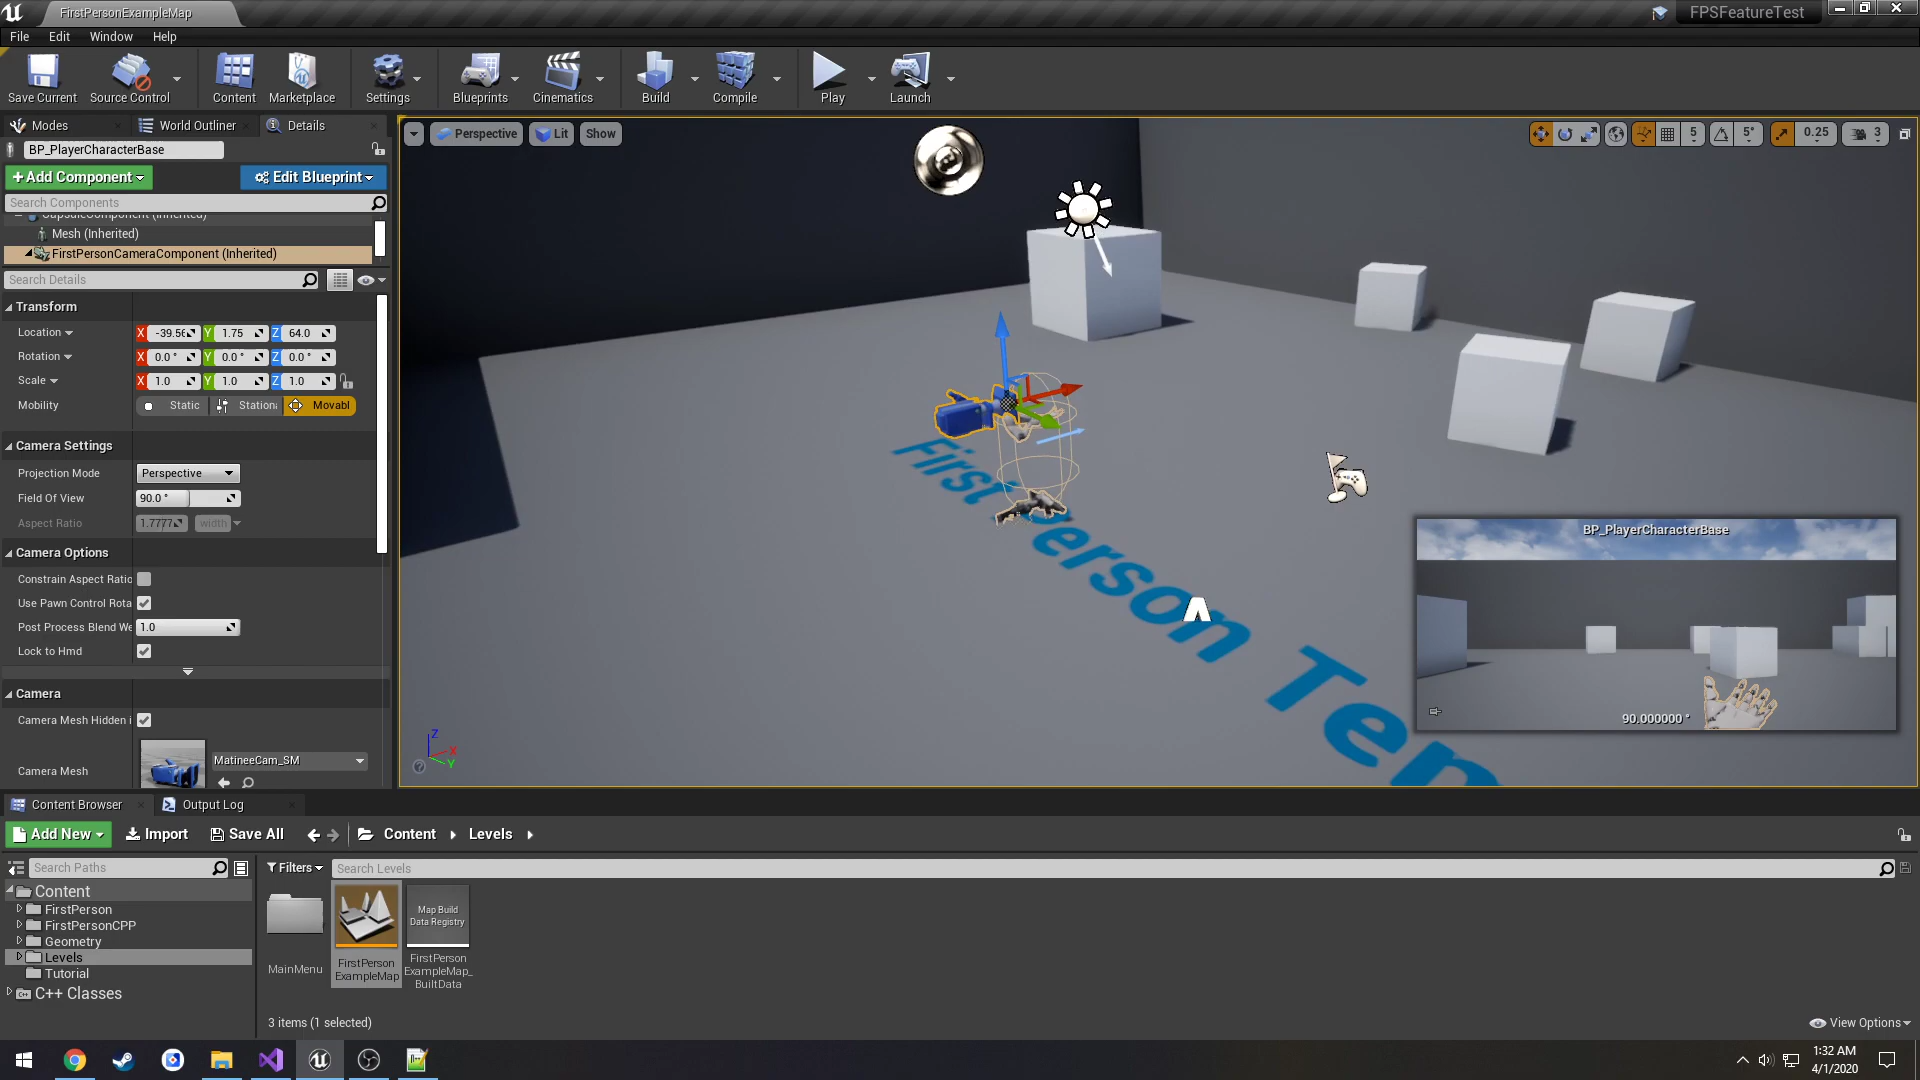 FirstPersonExampleMap
FPSFeatureTest
File Edit Window Help
Save Current
Source Control
Content
Marketplace
Settings
Blueprints
Cinematics
Build
Compile
Play
Launch
Modes
World Outliner
Details
BP_PlayerCharacterBase
+Add Component
Edit Blueprint
Search Components
CapsuleComponent (Inherited)
Mesh (Inherited)
FirstPersonCameraComponent (Inherited)
Search Details
Transform
Location X -39.56 Y 1.75 Z 64.0
Rotation X 0.0 ° Y 0.0 ° Z 0.0 °
Scale X 1.0 Y 1.0 Z 1.0
Mobility Static Stationa Movabl
Camera Settings
Projection Mode Perspective
Field Of View 90.0 °
Aspect Ratio 1.7777 width
Camera Options
Constrain Aspect Ratio
Use Pawn Control Rota
Post Process Blend We 1.0
Lock to Hmd
Camera
Camera Mesh Hidden i
Camera Mesh
MatineeCam_SM
Perspective Lit Show
5 5° 0.25 3
First Person Tem
BP_PlayerCharacterBase
90.000000 °
Z
X
Y
Content Browser
Output Log
Add New Import Save All Content Levels
Search Paths
Filters
Search Levels
Content
FirstPerson
FirstPersonCPP
Geometry
Levels
Tutorial
C++ Classes
MainMenu
FirstPerson
ExampleMap
Map Build
Data Registry
FirstPerson
ExampleMap_
BuiltData
3 items (1 selected)
View Options
1:32 AM
4/1/2020